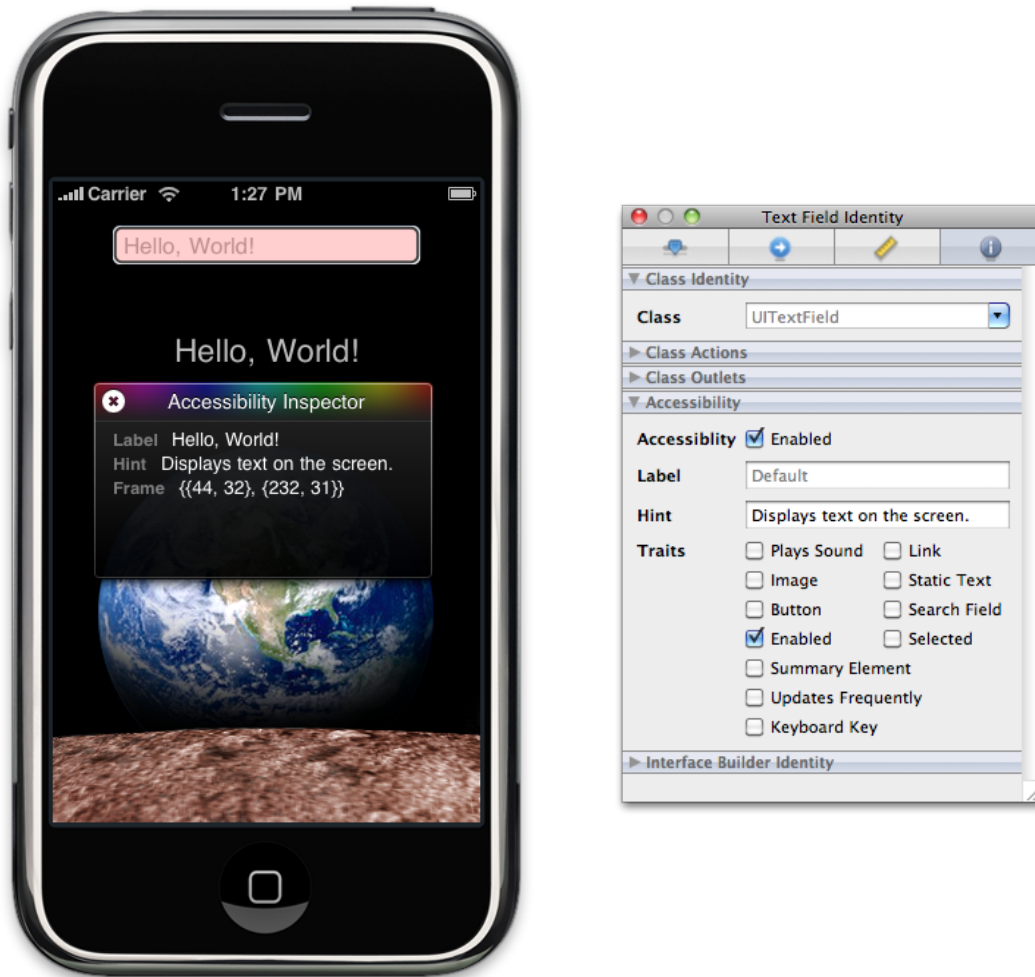 Carrier 1:27 PM
Hello, World!
Hello, World!
Accessibility Inspector
Label Hello, World!
Hint Displays text on the screen.
Frame {{44, 32}, {232, 31}}
Text Field Identity
Class Identity
Class UITextField
Class Actions
Class Outlets
Accessibility
Accessiblity Enabled
Label Default
Hint Displays text on the screen.
Traits Plays Sound Link
Image Static Text
Button Search Field
Enabled Selected
Summary Element
Updates Frequently
Keyboard Key
Interface Builder Identity